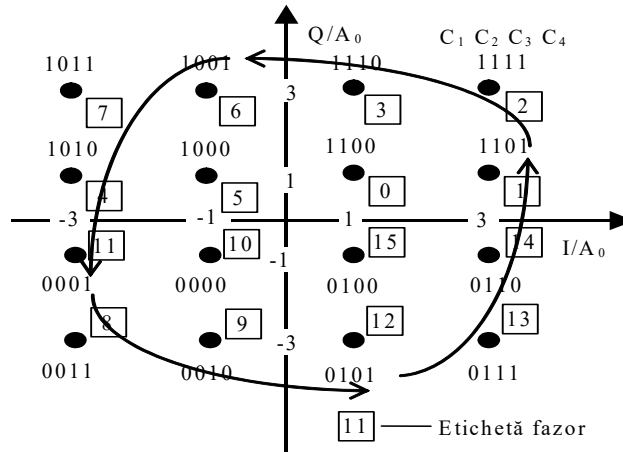 Q/A0 C1 C2 C3 C4
1011 1001 1110 1111
7 6 3 3 2
1010 1000 1100 1101
4 5 1 0 1
-3 -1 1 3
11 10 15 14 I/A0
-1
0001 0000 0100 0110
8 9 12 13
-3
0011 0010 0101 0111
11 Etichetă fazor